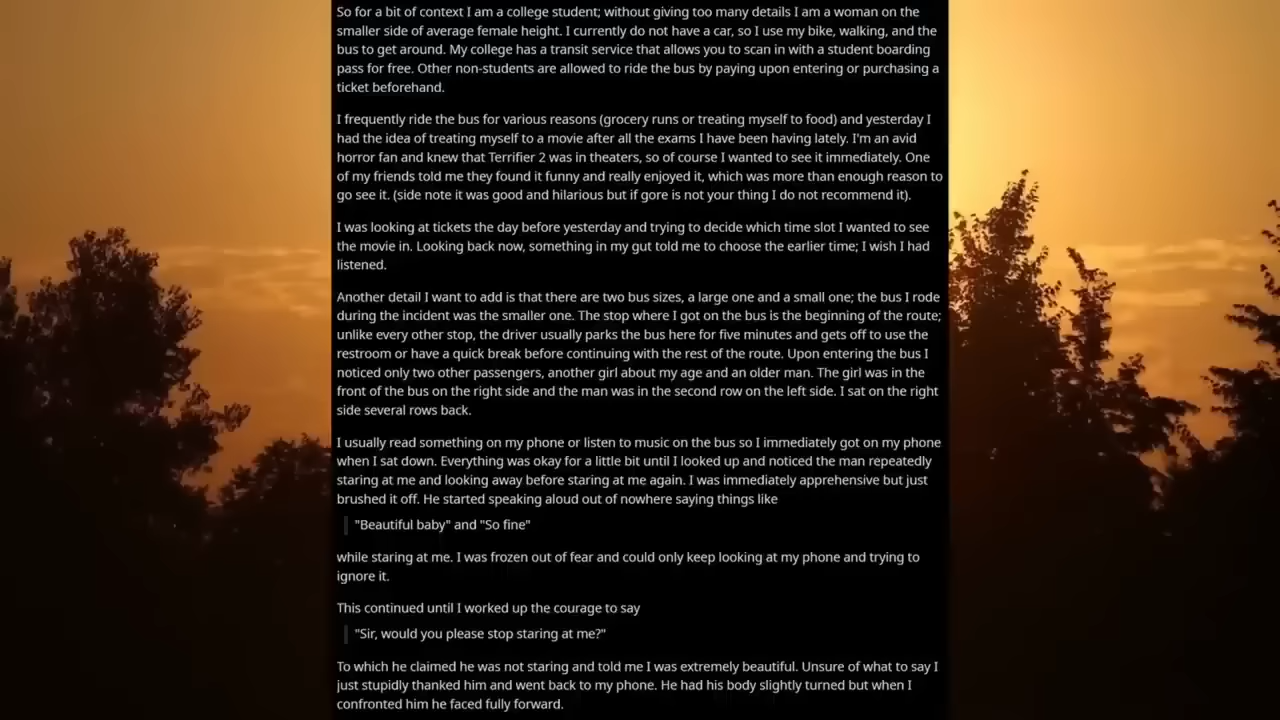 So for a bit of context I am a college student; without giving too many details I am a woman on the
smaller side of average female height. I currently do not have a car, so I use my bike, walking, and the
bus to get around. My college has a transit service that allows you to scan in with a student boarding
pass for free. Other non-students are allowed to ride the bus by paying upon entering or purchasing a
ticket beforehand.
I frequently ride the bus for various reasons (grocery runs or treating myself to food) and yesterday I
had the idea of treating myself to a movie after all the exams I have been having lately. I'm an avid
horror fan and knew that Terrifier 2 was in theaters, so of course I wanted to see it immediately. One
of my friends told me they found it funny and really enjoyed it, which was more than enough reason to
go see it. (side note it was good and hilarious but if gore is not your thing I do not recommend it).
I was looking at tickets the day before yesterday and trying to decide which time slot I wanted to see
the movie in. Looking back now, something in my gut told me to choose the earlier time; I wish I had
listened.
Another detail I want to add is that there are two bus sizes, a large one and a small one; the bus I rode
during the incident was the smaller one. The stop where I got on the bus is the beginning of the route;
unlike every other stop, the driver usually parks the bus here for five minutes and gets off to use the
restroom or have a quick break before continuing with the rest of the route. Upon entering the bus I
noticed only two other passengers, another girl about my age and an older man. The girl was in the
front of the bus on the right side and the man was in the second row on the left side. I sat on the right
side several rows back.
I usually read something on my phone or listen to music on the bus so I immediately got on my phone
when I sat down. Everything was okay for a little bit until I looked up and noticed the man repeatedly
staring at me and looking away before staring at me again. I was immediately apprehensive but just
brushed it off. He started speaking aloud out of nowhere saying things like
"Beautiful baby" and "So fine"
while staring at me. I was frozen out of fear and could only keep looking at my phone and trying to
ignore it.
This continued until I worked up the courage to say
"Sir, would you please stop staring at me?"
To which he claimed he was not staring and told me I was extremely beautiful. Unsure of what to say I
just stupidly thanked him and went back to my phone. He had his body slightly turned but when I
confronted him he faced fully forward.